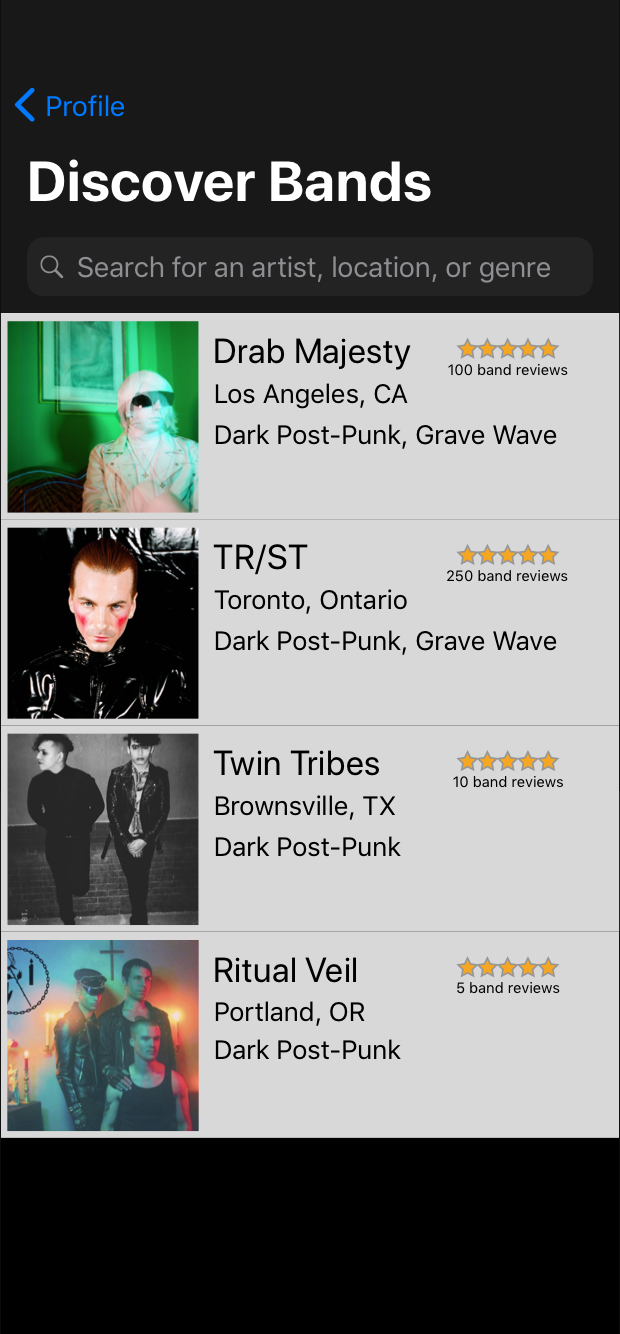 Profile
Discover Bands
Search for an artist, location, or genre
Drab Majesty
100 band reviews
Los Angeles, CA
Dark Post-Punk, Grave Wave
TR/ST
250 band reviews
Toronto, Ontario
Dark Post-Punk, Grave Wave
Twin Tribes
10 band reviews
Brownsville, TX
Dark Post-Punk
Ritual Veil
5 band reviews
Portland, OR
Dark Post-Punk